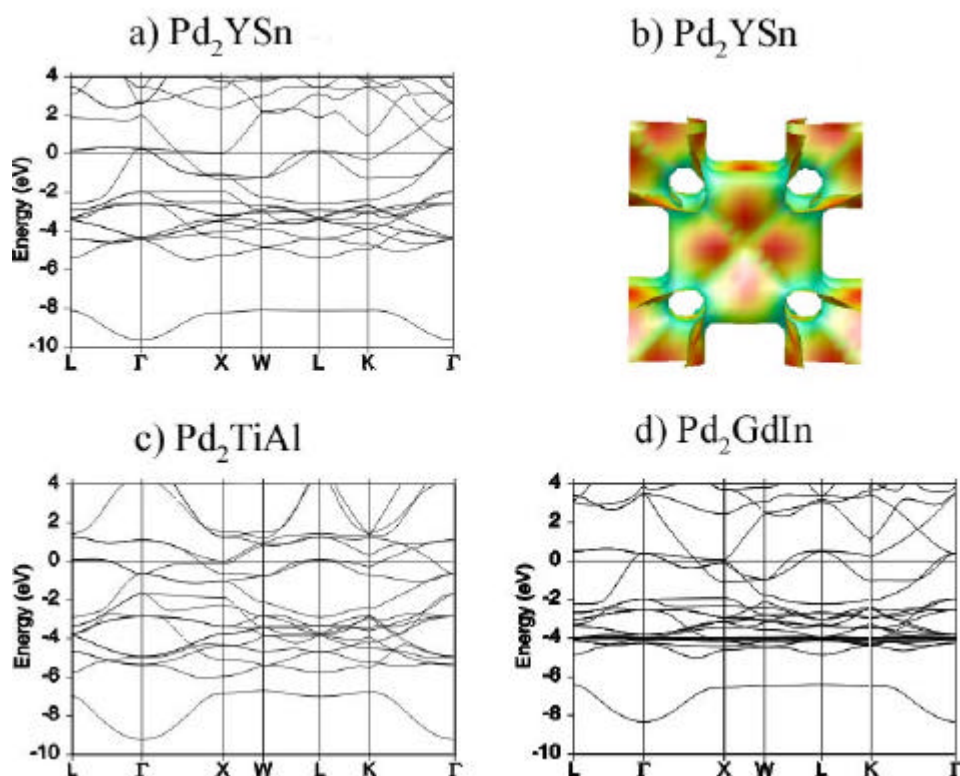 a) Pd₂YSn
b) Pd₂YSn
Energy (eV)
4
2
0
-2
-4
-6
-8
-10
L Γ X W L K Γ
c) Pd₂TiAl
d) Pd₂GdIn
Energy (eV)
4
2
0
-2
-4
-6
-8
-10
L Γ X W L K Γ
Energy (eV)
4
2
0
-2
-4
-6
-8
-10
L Γ X W L K Γ